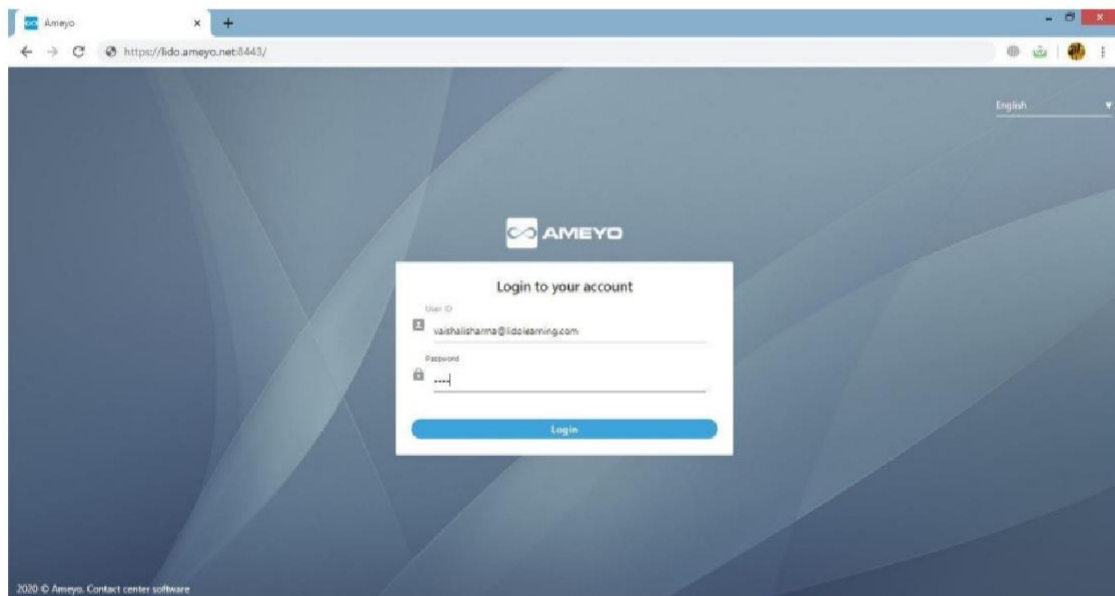 Ameyo
https://lido.ameyo.net:8443/
English
AMEYO
Login to your account
User ID
vaishalisharma@lidolearning.com
Password
Login
2020 © Ameyo. Contact center software